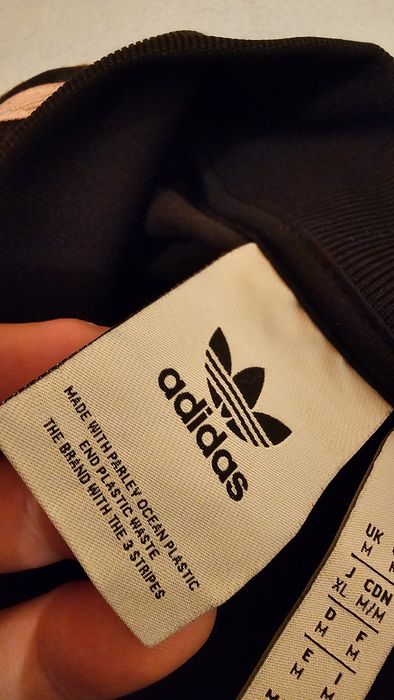 adidas
MADE WITH PARLEY OCEAN PLASTIC
END PLASTIC WASTE
THE BRAND WITH THE 3 STRIPES
UK
M
J CDN
XL M/M
D F
M M
E I
M M